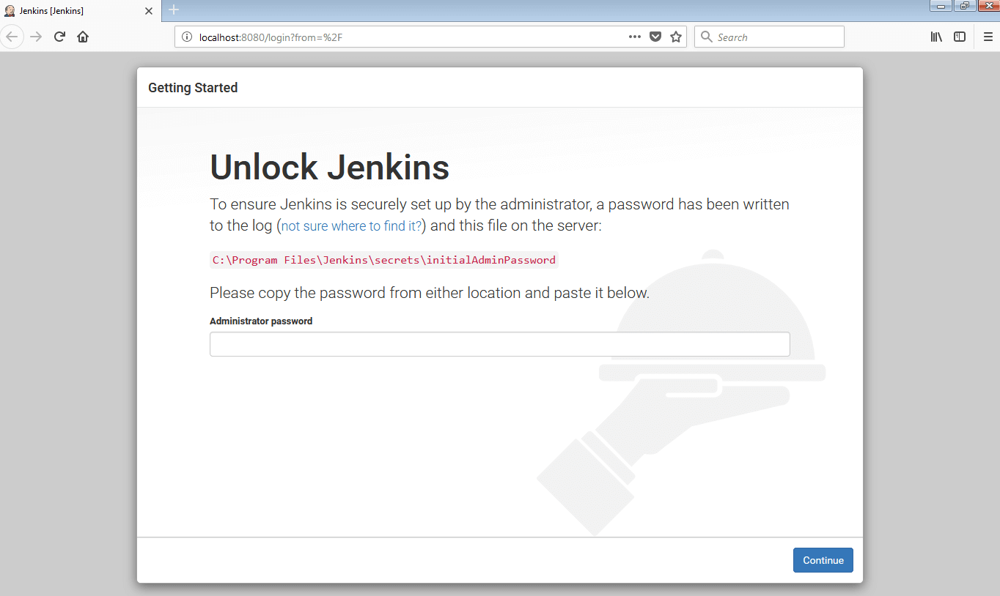 Jenkins [Jenkins]
localhost:8080/login?from=%2F
Search
Getting Started
Unlock Jenkins
To ensure Jenkins is securely set up by the administrator, a password has been written
to the log (not sure where to find it?) and this file on the server:
C:\Program Files\Jenkins\secrets\initialAdminPassword
Please copy the password from either location and paste it below.
Administrator password
Continue